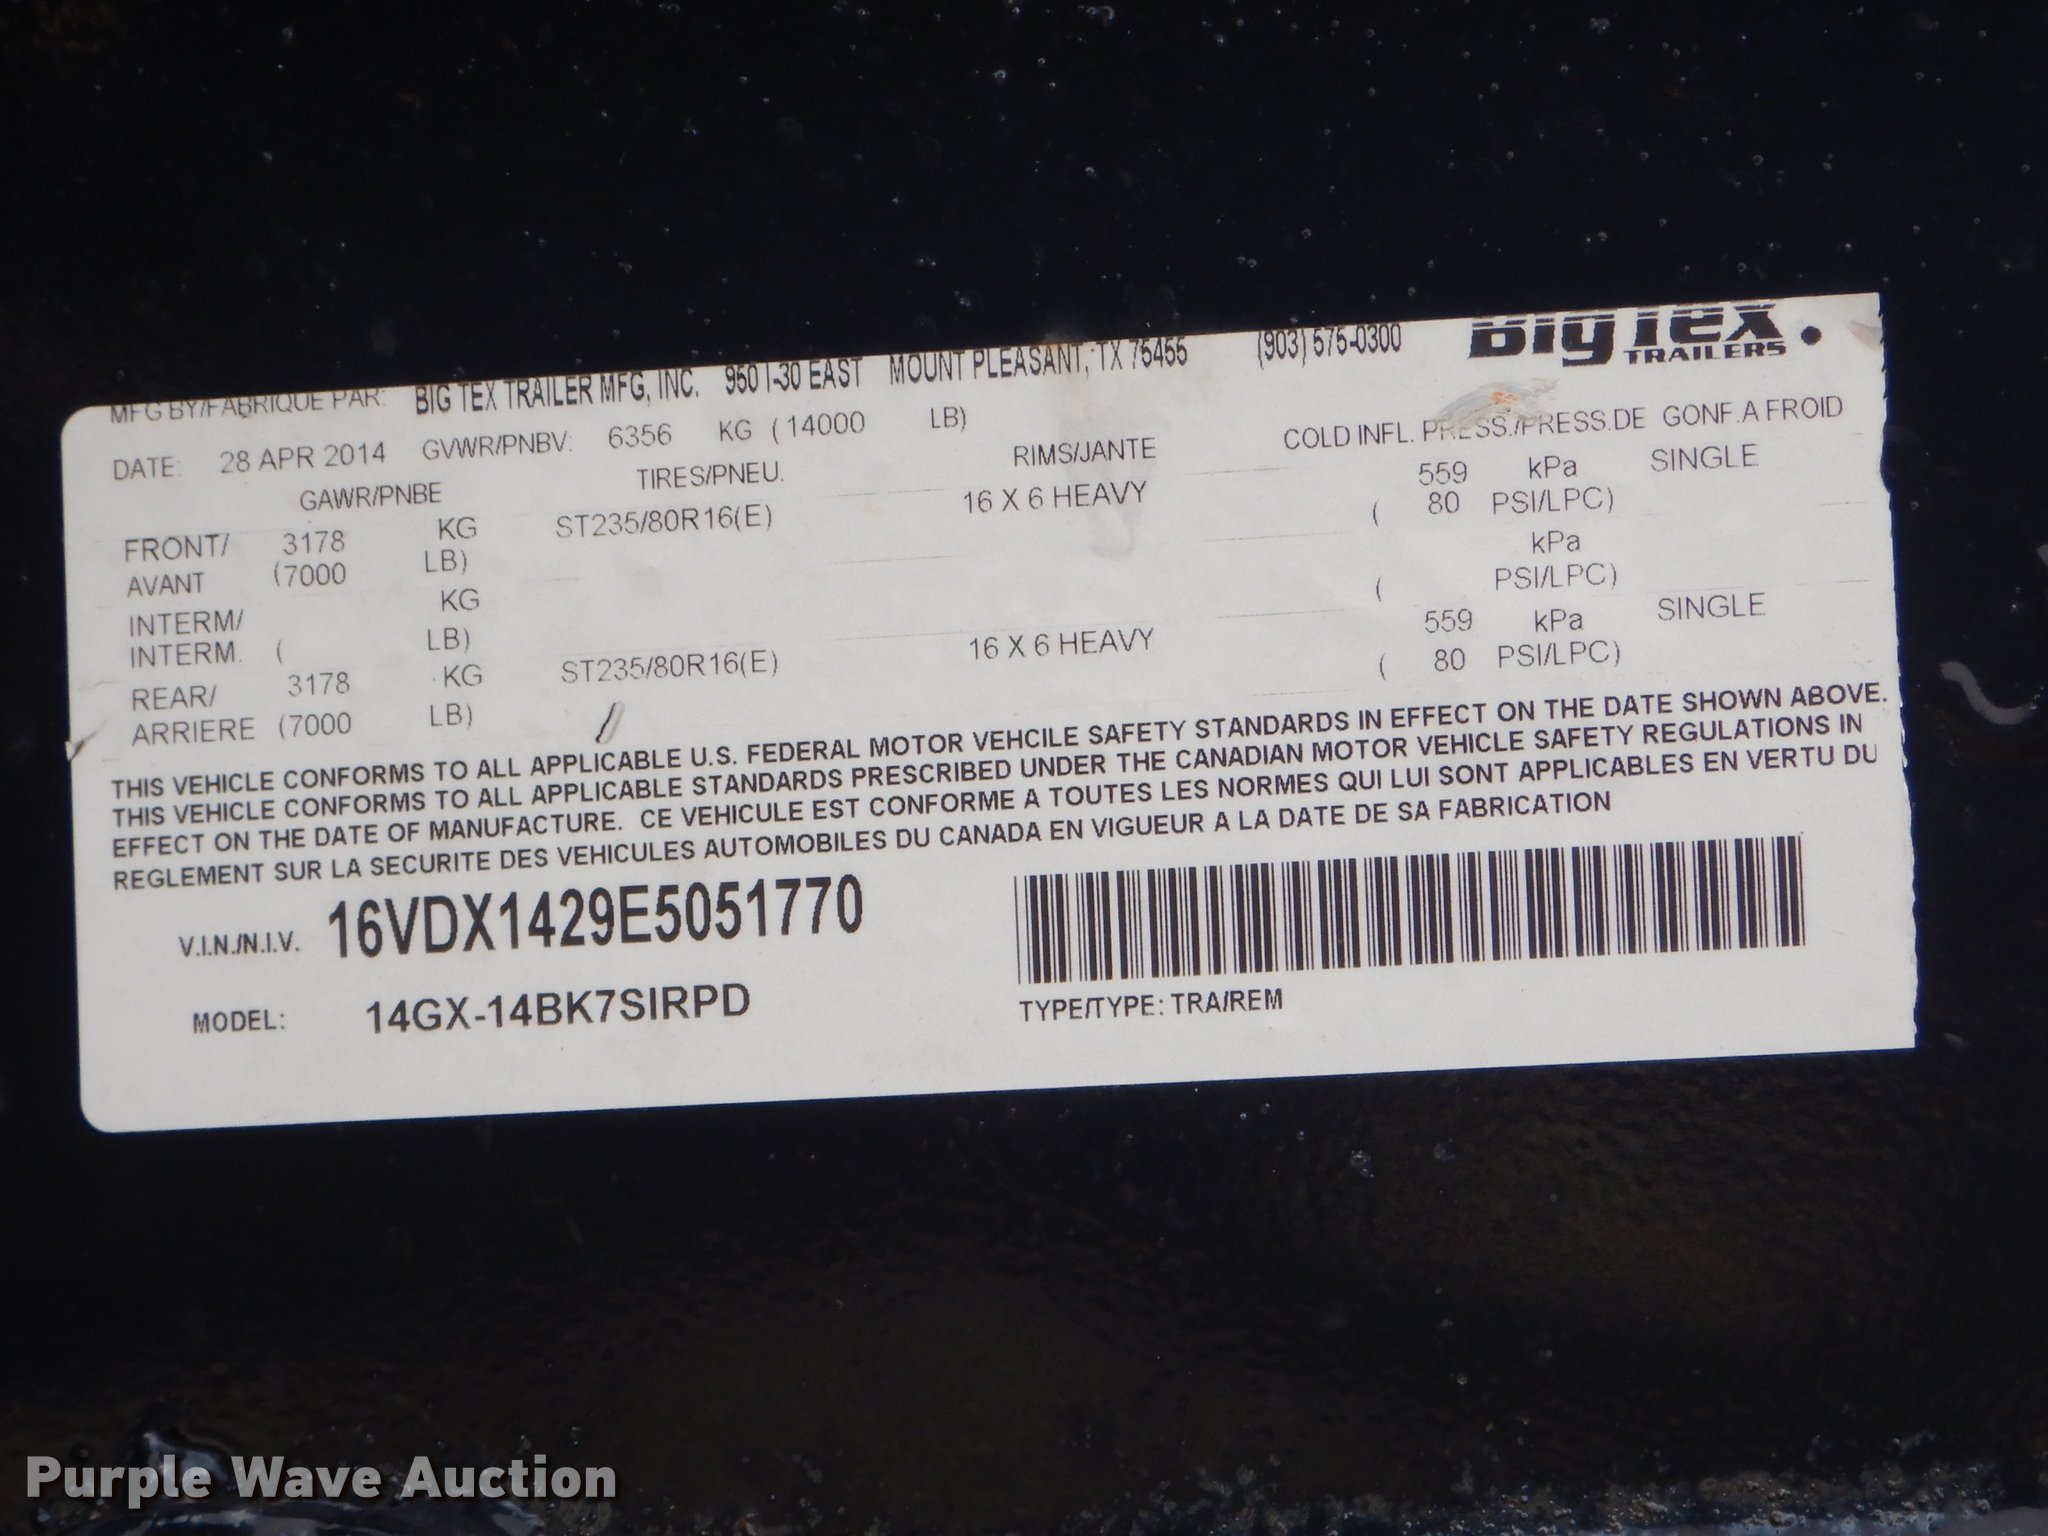 MFG BY/FABRIQUE PAR: BIG TEX TRAILER MFG, INC. 950 I-30 EAST MOUNT PLEASANT, TX 75455 (903) 575-0300 BigTex TRAILERS
DATE: 28 APR 2014 GVWR/PNBV: 6356 KG (14000 LB)
GAWR/PNBE TIRES/PNEU. RIMS/JANTE COLD INFL. PRESS./PRESS.DE GONF.A FROID
FRONT/ 3178 KG ST235/80R16(E) 16 X 6 HEAVY 559 kPa SINGLE
AVANT (7000 LB) ( 80 PSI/LPC)
INTERM/ KG kPa
INTERM. ( LB) ( PSI/LPC)
REAR/ 3178 KG ST235/80R16(E) 16 X 6 HEAVY 559 kPa SINGLE
ARRIERE (7000 LB) ( 80 PSI/LPC)
THIS VEHICLE CONFORMS TO ALL APPLICABLE U.S. FEDERAL MOTOR VEHCILE SAFETY STANDARDS IN EFFECT ON THE DATE SHOWN ABOVE.
THIS VEHICLE CONFORMS TO ALL APPLICABLE STANDARDS PRESCRIBED UNDER THE CANADIAN MOTOR VEHICLE SAFETY REGULATIONS IN
EFFECT ON THE DATE OF MANUFACTURE. CE VEHICULE EST CONFORME A TOUTES LES NORMES QUI LUI SONT APPLICABLES EN VERTU DU
REGLEMENT SUR LA SECURITE DES VEHICULES AUTOMOBILES DU CANADA EN VIGUEUR A LA DATE DE SA FABRICATION
V.I.N./N.I.V. 16VDX1429E5051770
MODEL: 14GX-14BK7SIRPD TYPE/TYPE: TRA/REM
Purple Wave Auction